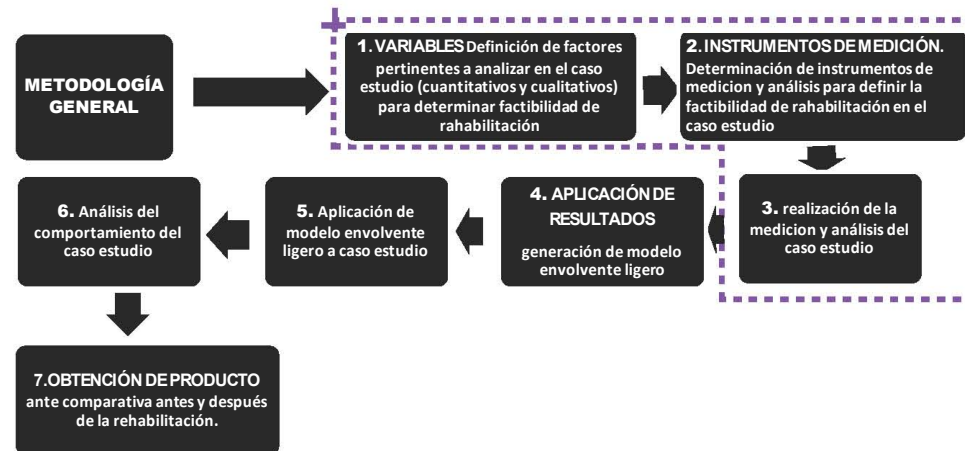 METODOLOGÍA
GENERAL
1. VARIABLES Definición de factores
pertinentes a analizar en el caso
estudio (cuantitativos y cualitativos)
para determinar factibilidad de
rahabilitación
2. INSTRUMENTOS DE MEDICIÓN.
Determinación de instrumentos de
medicion y análisis para definir la
factibilidad de rahabilitación en el
caso estudio
3. realización de la
medicion y análisis del
caso estudio
4. APLICACIÓN DE
RESULTADOS
generación de modelo
envolvente ligero
5. Aplicación de
modelo envolvente
ligero a caso estudio
6. Análisis del
comportamiento del
caso estudio
7.OBTENCIÓN DE PRODUCTO
ante comparativa antes y después
de la rehabilitación.